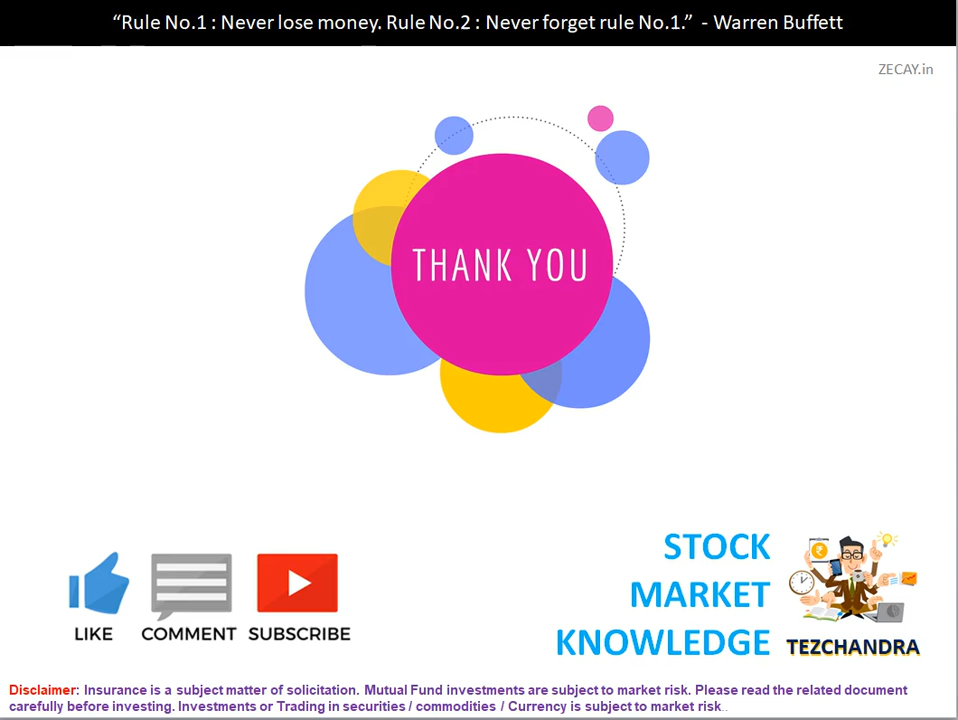 “Rule No.1 : Never lose money. Rule No.2 : Never forget rule No.1.” - Warren Buffett
ZECAY.in
THANK YOU
STOCK
MARKET
KNOWLEDGE
TEZCHANDRA
LIKE COMMENT SUBSCRIBE
Disclaimer: Insurance is a subject matter of solicitation. Mutual Fund investments are subject to market risk. Please read the related document
carefully before investing. Investments or Trading in securities / commodities / Currency is subject to market risk..